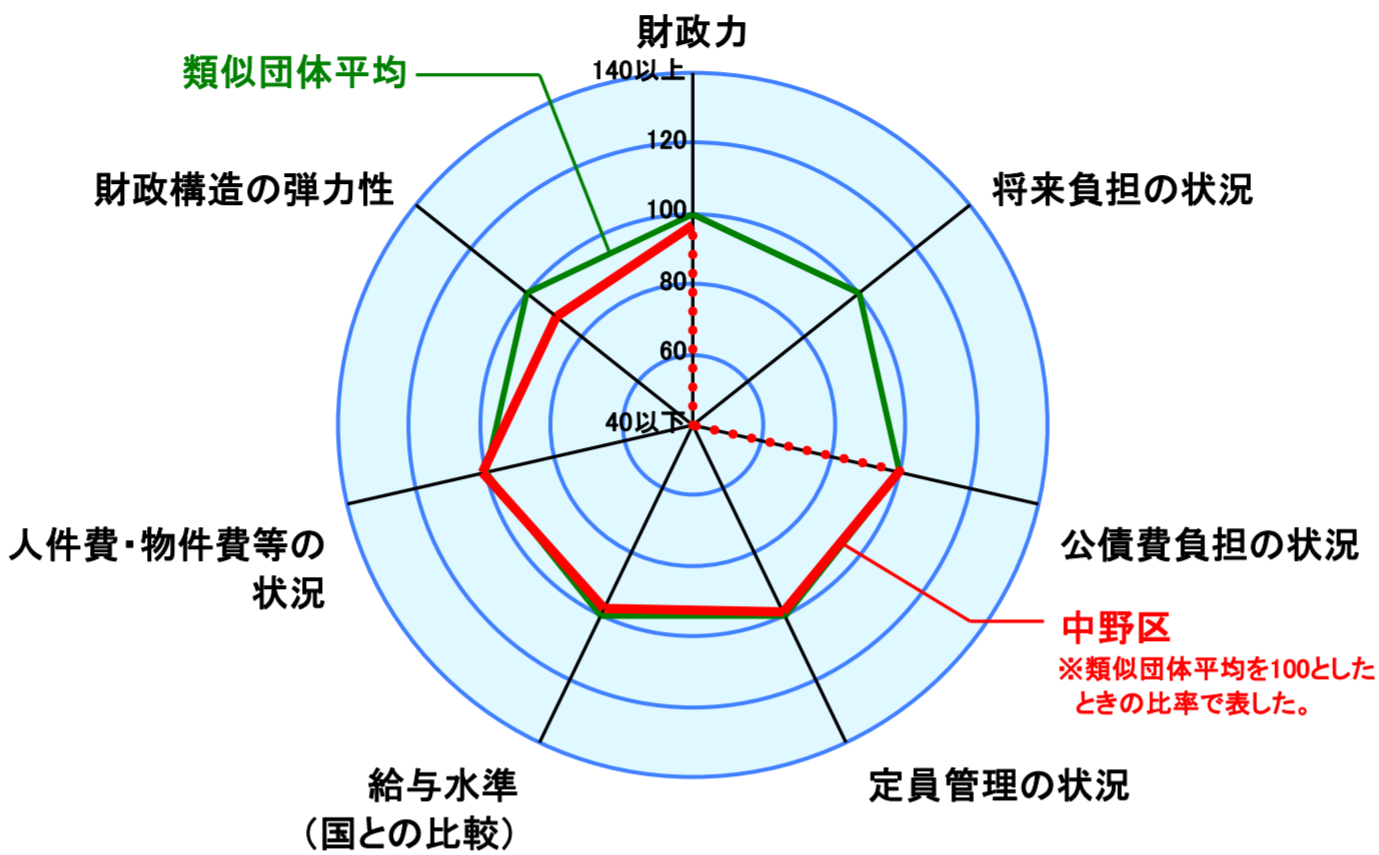 財政力
類似団体平均
140以上
120
100
80
60
40以下
財政構造の弾力性
将来負担の状況
人件費・物件費等の
状況
公債費負担の状況
中野区
※類似団体平均を100とした
ときの比率で表した。
給与水準
（国との比較）
定員管理の状況